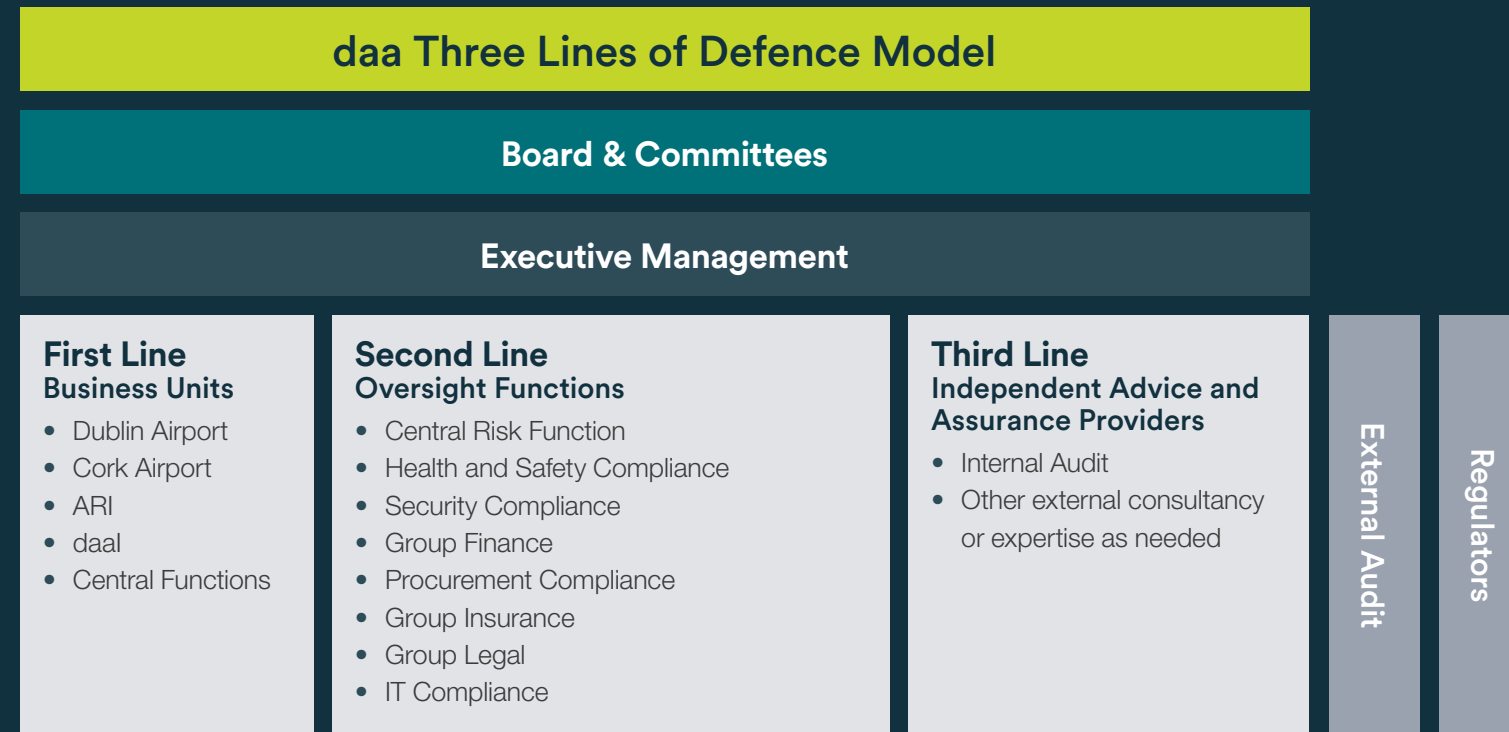 daa Three Lines of Defence Model
Board & Committees
Executive Management
First Line
Business Units
• Dublin Airport
• Cork Airport
• ARI
• daal
• Central Functions
Second Line
Oversight Functions
• Central Risk Function
• Health and Safety Compliance
• Security Compliance
• Group Finance
• Procurement Compliance
• Group Insurance
• Group Legal
• IT Compliance
Third Line
Independent Advice and
Assurance Providers
• Internal Audit
• Other external consultancy
or expertise as needed
External Audit
Regulators